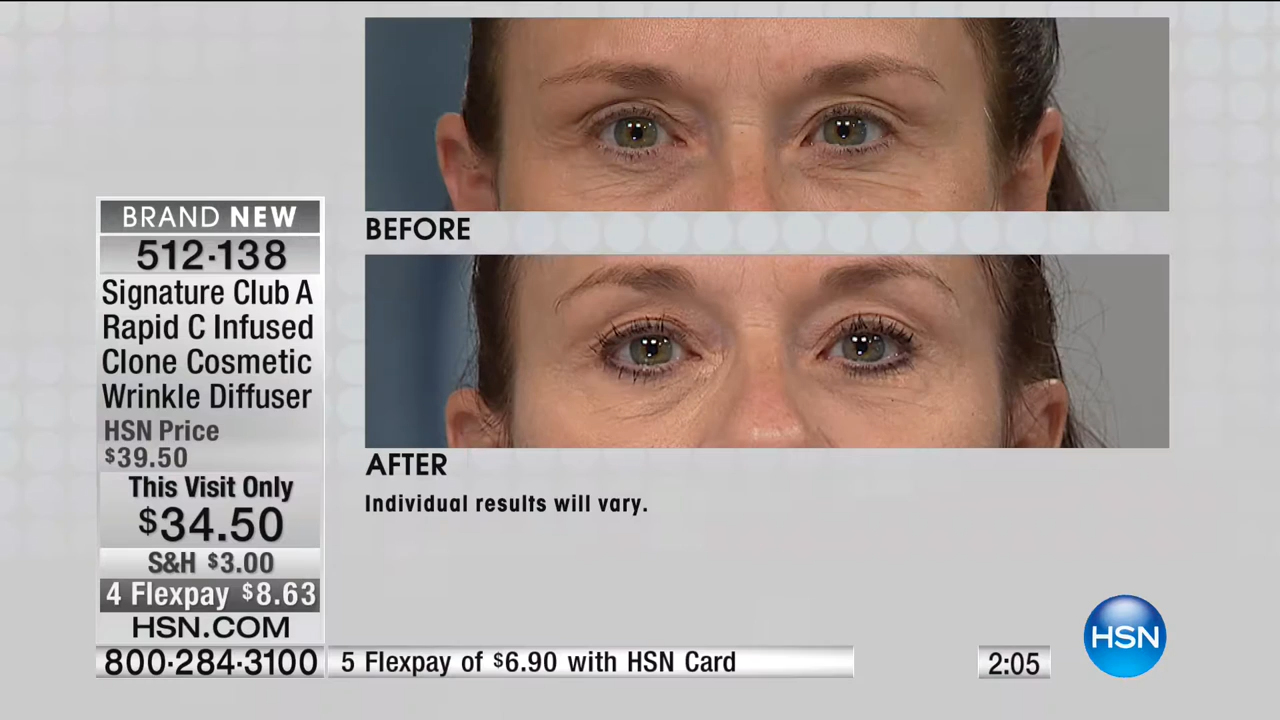 BRAND NEW
512·138
Signature Club A
Rapid C Infused
Clone Cosmetic
Wrinkle Diffuser
HSN Price
$39.50
This Visit Only
$34.50
S&H $3.00
4 Flexpay $8.63
HSN.COM
800·284·3100
5 Flexpay of $6.90 with HSN Card
BEFORE
AFTER
Individual results will vary.
2:05
HSN